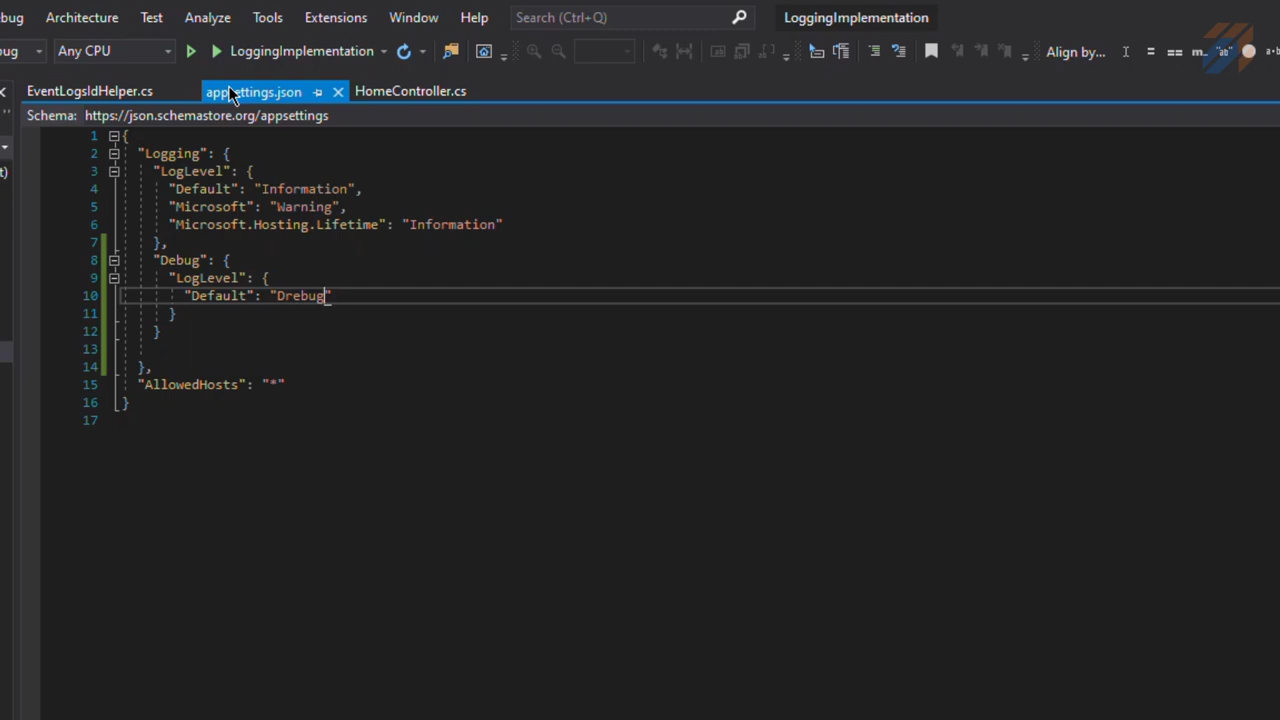 bug Architecture Test Analyze Tools Extensions Window Help Search (Ctrl+Q) LoggingImplementation
bug Any CPU LoggingImplementation Align by... = == m... "ab"
EventLogsIdHelper.cs appsettings.json HomeController.cs
Schema: https://json.schemastore.org/appsettings
1 {
2 "Logging": {
3 "LogLevel": {
4 "Default": "Information",
5 "Microsoft": "Warning",
6 "Microsoft.Hosting.Lifetime": "Information"
7 },
8 "Debug": {
9 "LogLevel": {
10 "Default": "Drebug"
11 }
12 }
13
14 },
15 "AllowedHosts": "*"
16 }
17